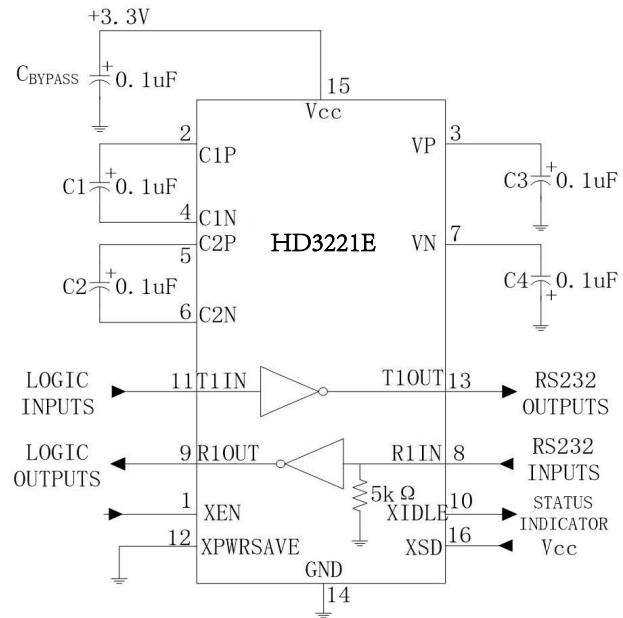 +3.3V
CBYPASS
+
0.1uF
15
Vcc
2
C1P
VP
3
C1
+
0.1uF
C3
+
0.1uF
4
C1N
C2P
5
HD3221E
VN
7
C2
+
0.1uF
C4
0.1uF
+
6
C2N
LOGIC
INPUTS
11
T1IN
T1OUT
13
RS232
OUTPUTS
LOGIC
OUTPUTS
9
R1OUT
R1IN
8
RS232
INPUTS
5kΩ
1
XEN
XIDLE
10
STATUS
INDICATOR
12
XPWRSAVE
XSD
16
Vcc
GND
14